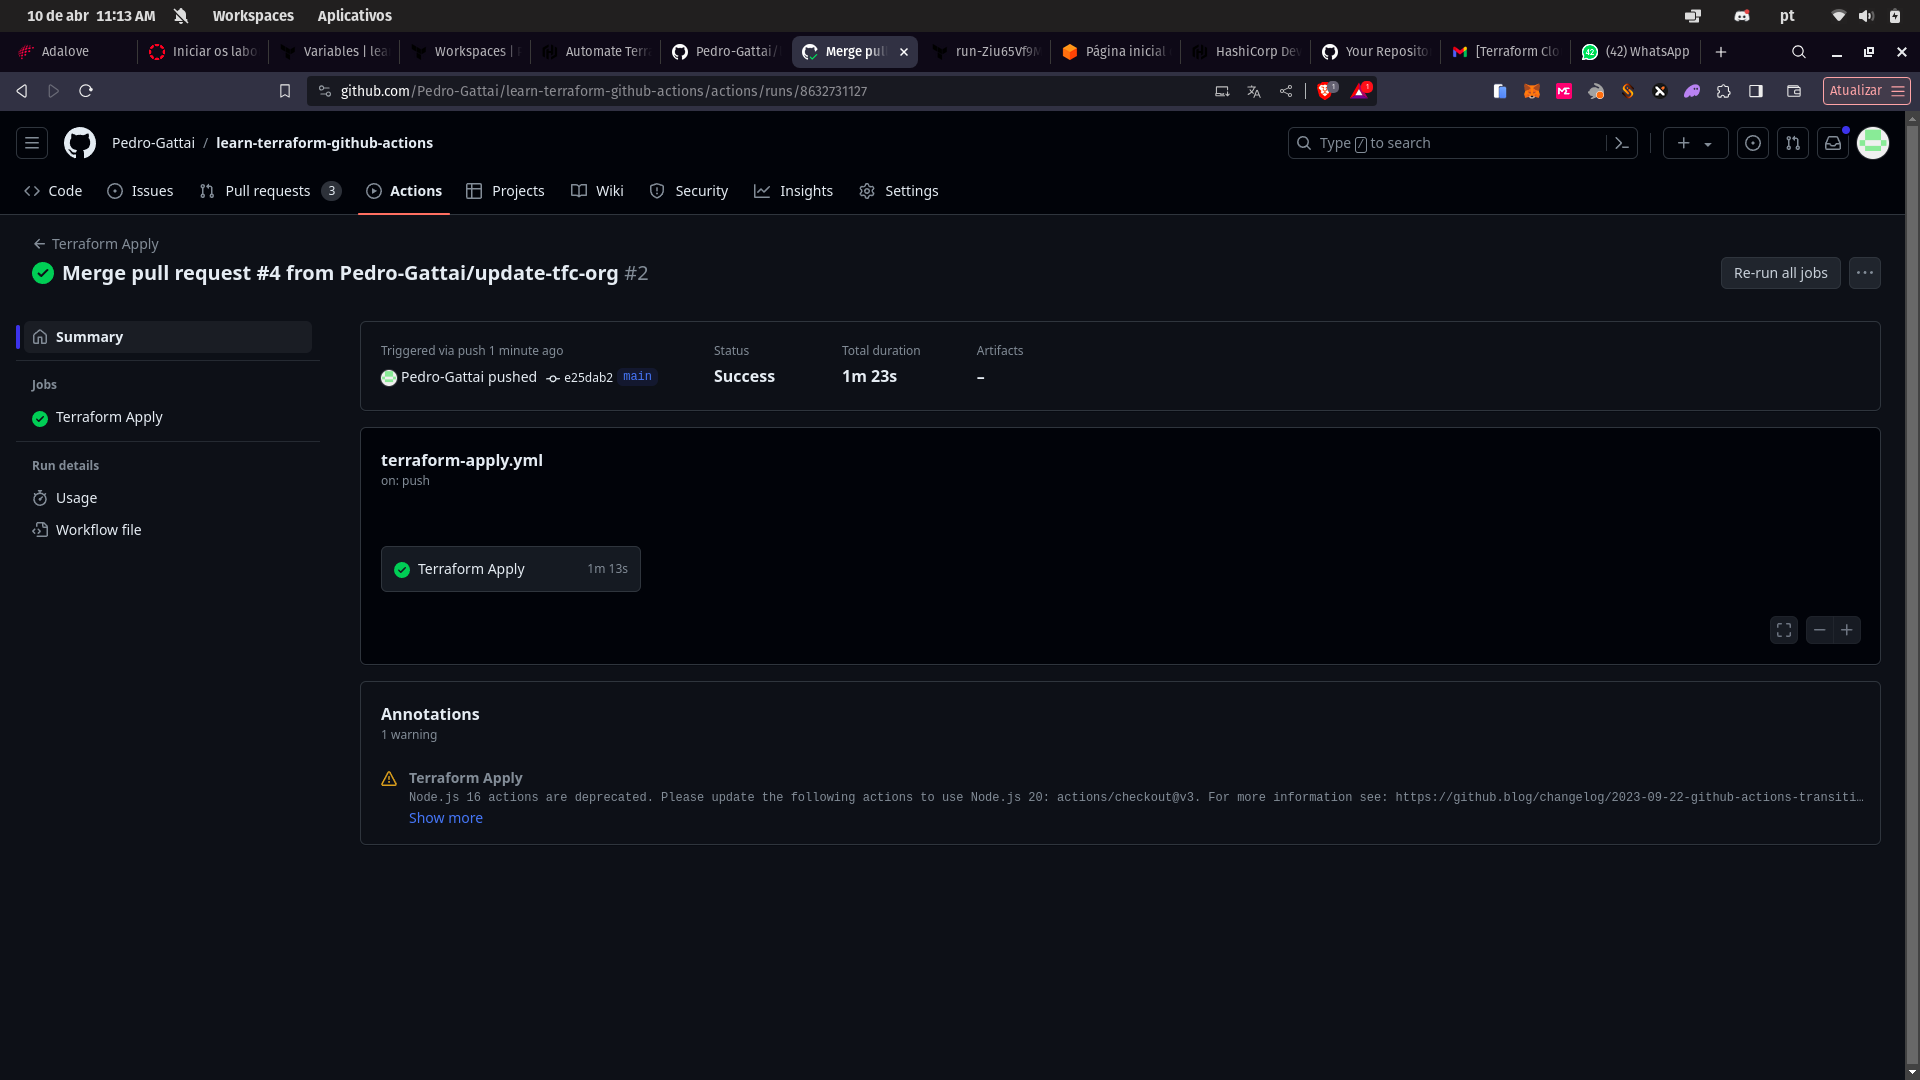 10 de abr 11:13 AM
Workspaces
Aplicativos
pt
Adalove
Iniciar os labo
Variables | lea
Workspaces |
Automate Terra
Pedro-Gattai/
Merge pul
run-Ziu65Vf9M
Página inicial
HashiCorp Dev
Your Reposito
[Terraform Clo
(42) WhatsApp
github.com/Pedro-Gattai/learn-terraform-github-actions/actions/runs/8632731127
1
1
Atualizar
Pedro-Gattai / learn-terraform-github-actions
Type / to search
Code
Issues
Pull requests 3
Actions
Projects
Wiki
Security
Insights
Settings
Terraform Apply
Merge pull request #4 from Pedro-Gattai/update-tfc-org #2
Re-run all jobs
Summary
Jobs
Terraform Apply
Run details
Usage
Workflow file
Triggered via push 1 minute ago
Pedro-Gattai pushed e25dab2 main
Status
Success
Total duration
1m 23s
Artifacts
–
terraform-apply.yml
on: push
Terraform Apply 1m 13s
Annotations
1 warning
Terraform Apply
Node.js 16 actions are deprecated. Please update the following actions to use Node.js 20: actions/checkout@v3. For more information see: https://github.blog/changelog/2023-09-22-github-actions-transiti…
Show more